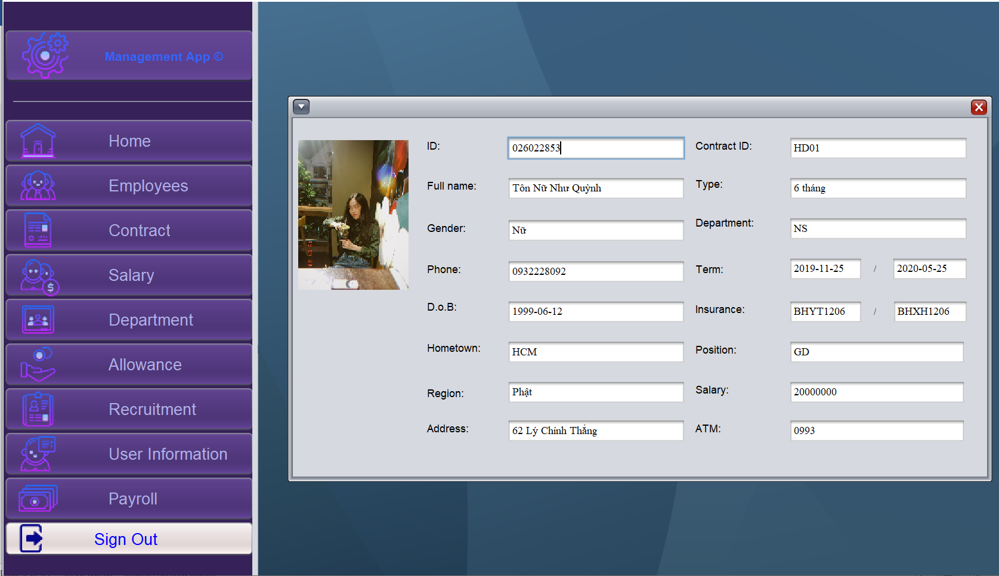 Management App ©
Home
Employees
Contract
Salary
Department
Allowance
Recruitment
User Information
Payroll
Sign Out
ID: 026022853 Contract ID: HD01
Full name: Tôn Nữ Như Quỳnh Type: 6 tháng
Gender: Nữ Department: NS
Phone: 0932228092 Term: 2019-11-25 / 2020-05-25
D.o.B: 1999-06-12 Insurance: BHYT1206 / BHXH1206
Hometown: HCM Position: GD
Region: Phật Salary: 20000000
Address: 62 Lý Chính Thắng ATM: 0993